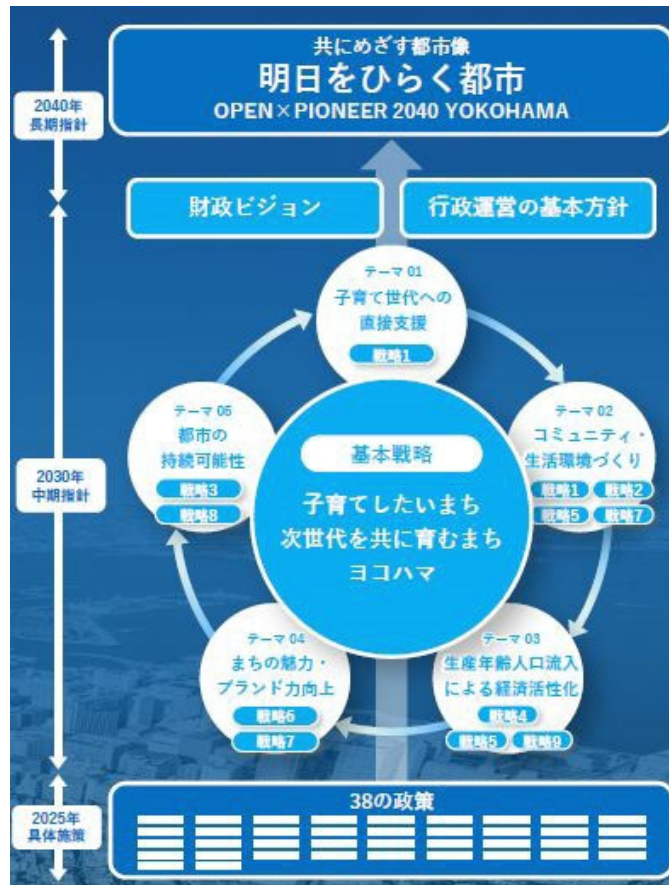 共にめざす都市像
明日をひらく都市
OPEN×PIONEER 2040 YOKOHAMA
2040年
長期指針
財政ビジョン
行政運営の基本方針
テーマ 01
子育て世代への
直接支援
戦略1
テーマ 05
都市の
持続可能性
戦略3
戦略8
テーマ 02
コミュニティ・
生活環境づくり
戦略1 戦略2
戦略5 戦略7
2030年
中期指針
基本戦略
子育てしたいまち
次世代を共に育むまち
ヨコハマ
テーマ 04
まちの魅力・
ブランド力向上
戦略6
戦略7
テーマ 03
生産年齢人口流入
による経済活性化
戦略4
戦略5 戦略9
2025年
具体施策
38の政策